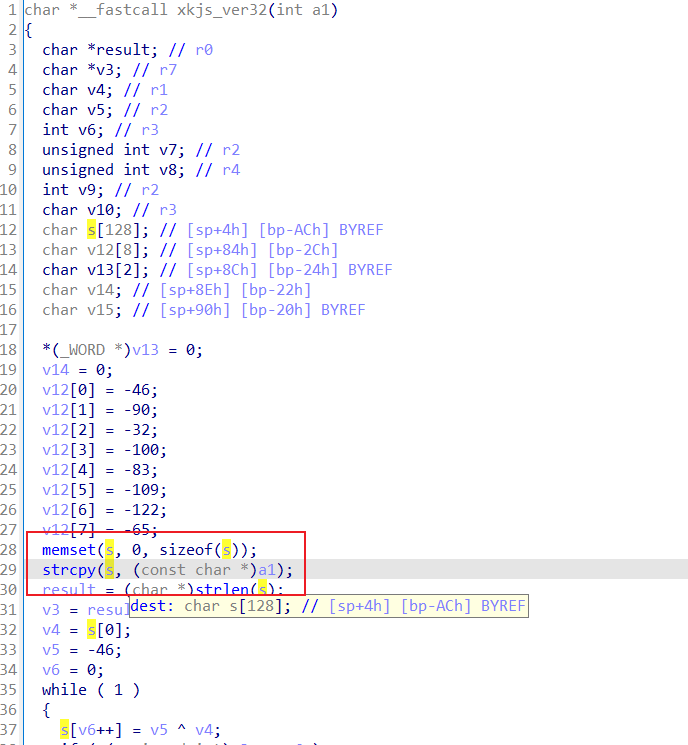 1 char *__fastcall xkjs_ver32(int a1)
2 {
3 char *result; // r0
4 char *v3; // r7
5 char v4; // r1
6 char v5; // r2
7 int v6; // r3
8 unsigned int v7; // r2
9 unsigned int v8; // r4
10 int v9; // r2
11 char v10; // r3
12 char s[128]; // [sp+4h] [bp-ACh] BYREF
13 char v12[8]; // [sp+84h] [bp-2Ch]
14 char v13[2]; // [sp+8Ch] [bp-24h] BYREF
15 char v14; // [sp+8Eh] [bp-22h]
16 char v15; // [sp+90h] [bp-20h] BYREF
17
18 *(_WORD *)v13 = 0;
19 v14 = 0;
20 v12[0] = -46;
21 v12[1] = -90;
22 v12[2] = -32;
23 v12[3] = -100;
24 v12[4] = -83;
25 v12[5] = -109;
26 v12[6] = -122;
27 v12[7] = -65;
28 memset(s, 0, sizeof(s));
29 strcpy(s, (const char *)a1);
30 result = (char *)strlen(s);
31 v3 = resul
dest: char s[128]; // [sp+4h] [bp-ACh] BYREF
32 v4 = s[0];
33 v5 = -46;
34 v6 = 0;
35 while ( 1 )
36 {
37 s[v6++] = v5 ^ v4;